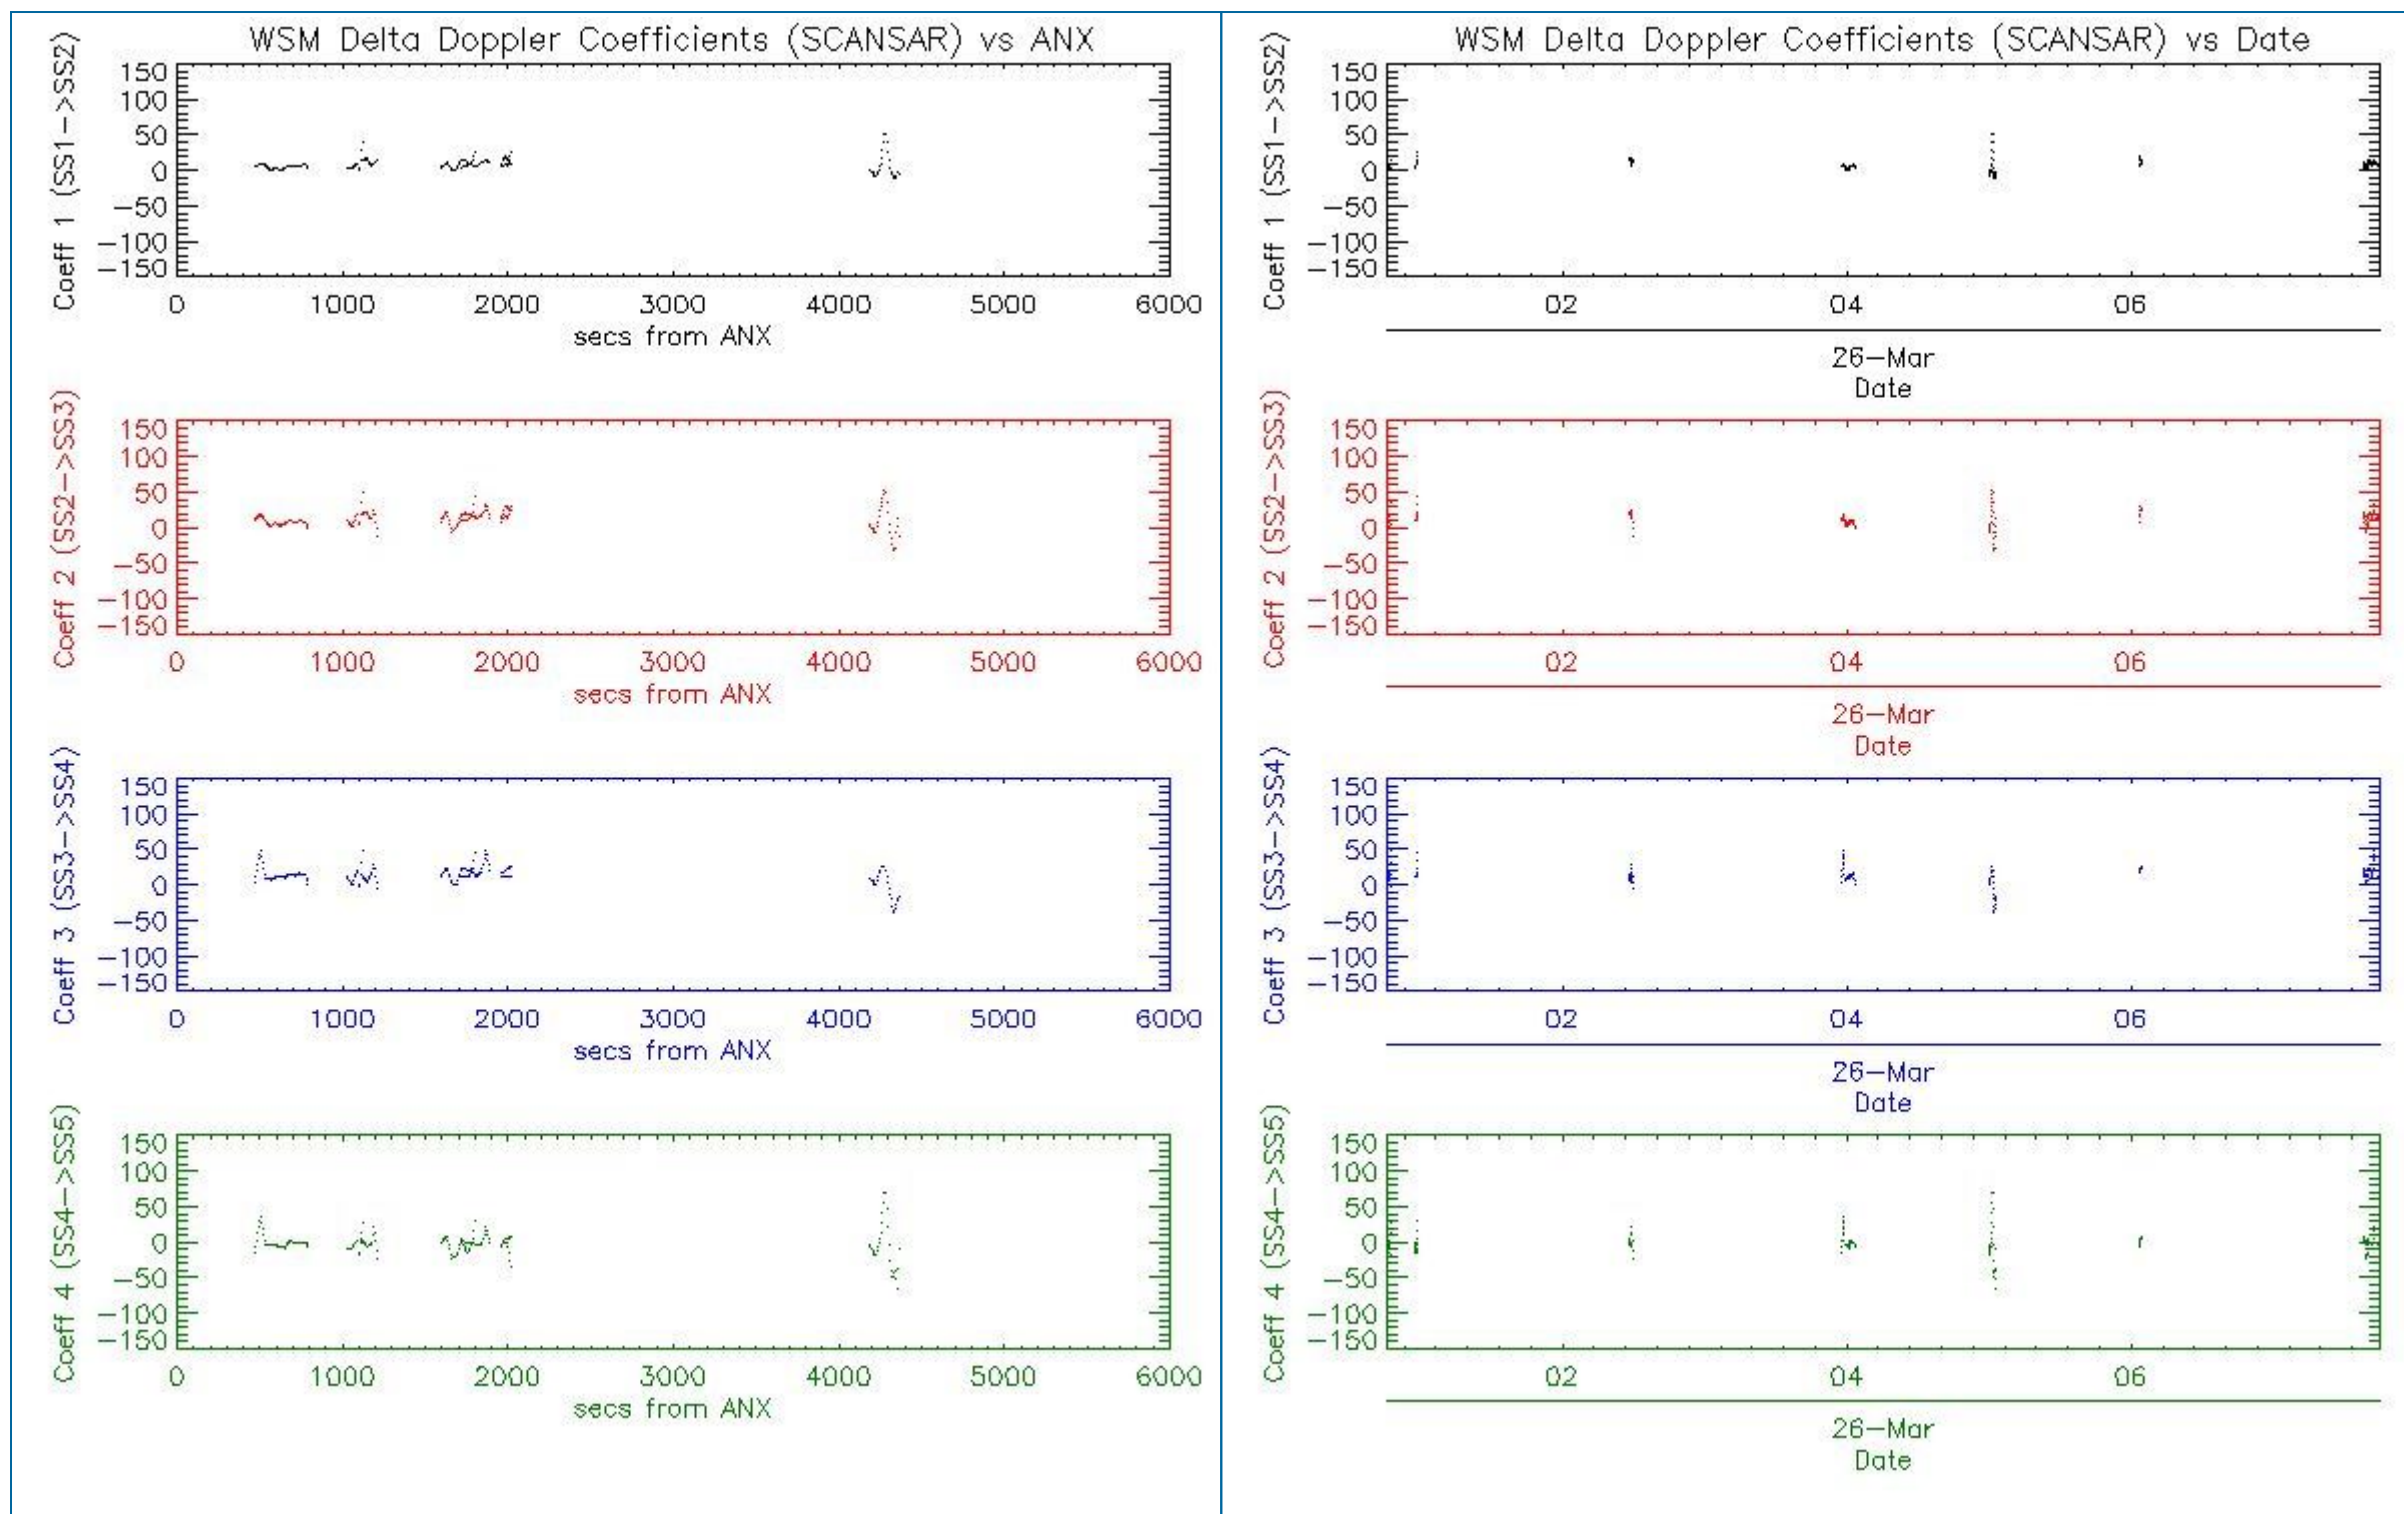 WSM Delta Doppler Coefficients (SCANSAR) vs ANX
Coeff 1 (SS1->SS2)
150
100
50
0
-50
-100
-150
0 1000 2000 3000 4000 5000 6000
secs from ANX
Coeff 2 (SS2->SS3)
150
100
50
0
-50
-100
-150
0 1000 2000 3000 4000 5000 6000
secs from ANX
Coeff 3 (SS3->SS4)
150
100
50
0
-50
-100
-150
0 1000 2000 3000 4000 5000 6000
secs from ANX
Coeff 4 (SS4->SS5)
150
100
50
0
-50
-100
-150
0 1000 2000 3000 4000 5000 6000
secs from ANX
WSM Delta Doppler Coefficients (SCANSAR) vs Date
Coeff 1 (SS1->SS2)
150
100
50
0
-50
-100
-150
02 04 06
26-Mar
Date
Coeff 2 (SS2->SS3)
150
100
50
0
-50
-100
-150
02 04 06
26-Mar
Date
Coeff 3 (SS3->SS4)
150
100
50
0
-50
-100
-150
02 04 06
26-Mar
Date
Coeff 4 (SS4->SS5)
150
100
50
0
-50
-100
-150
02 04 06
26-Mar
Date